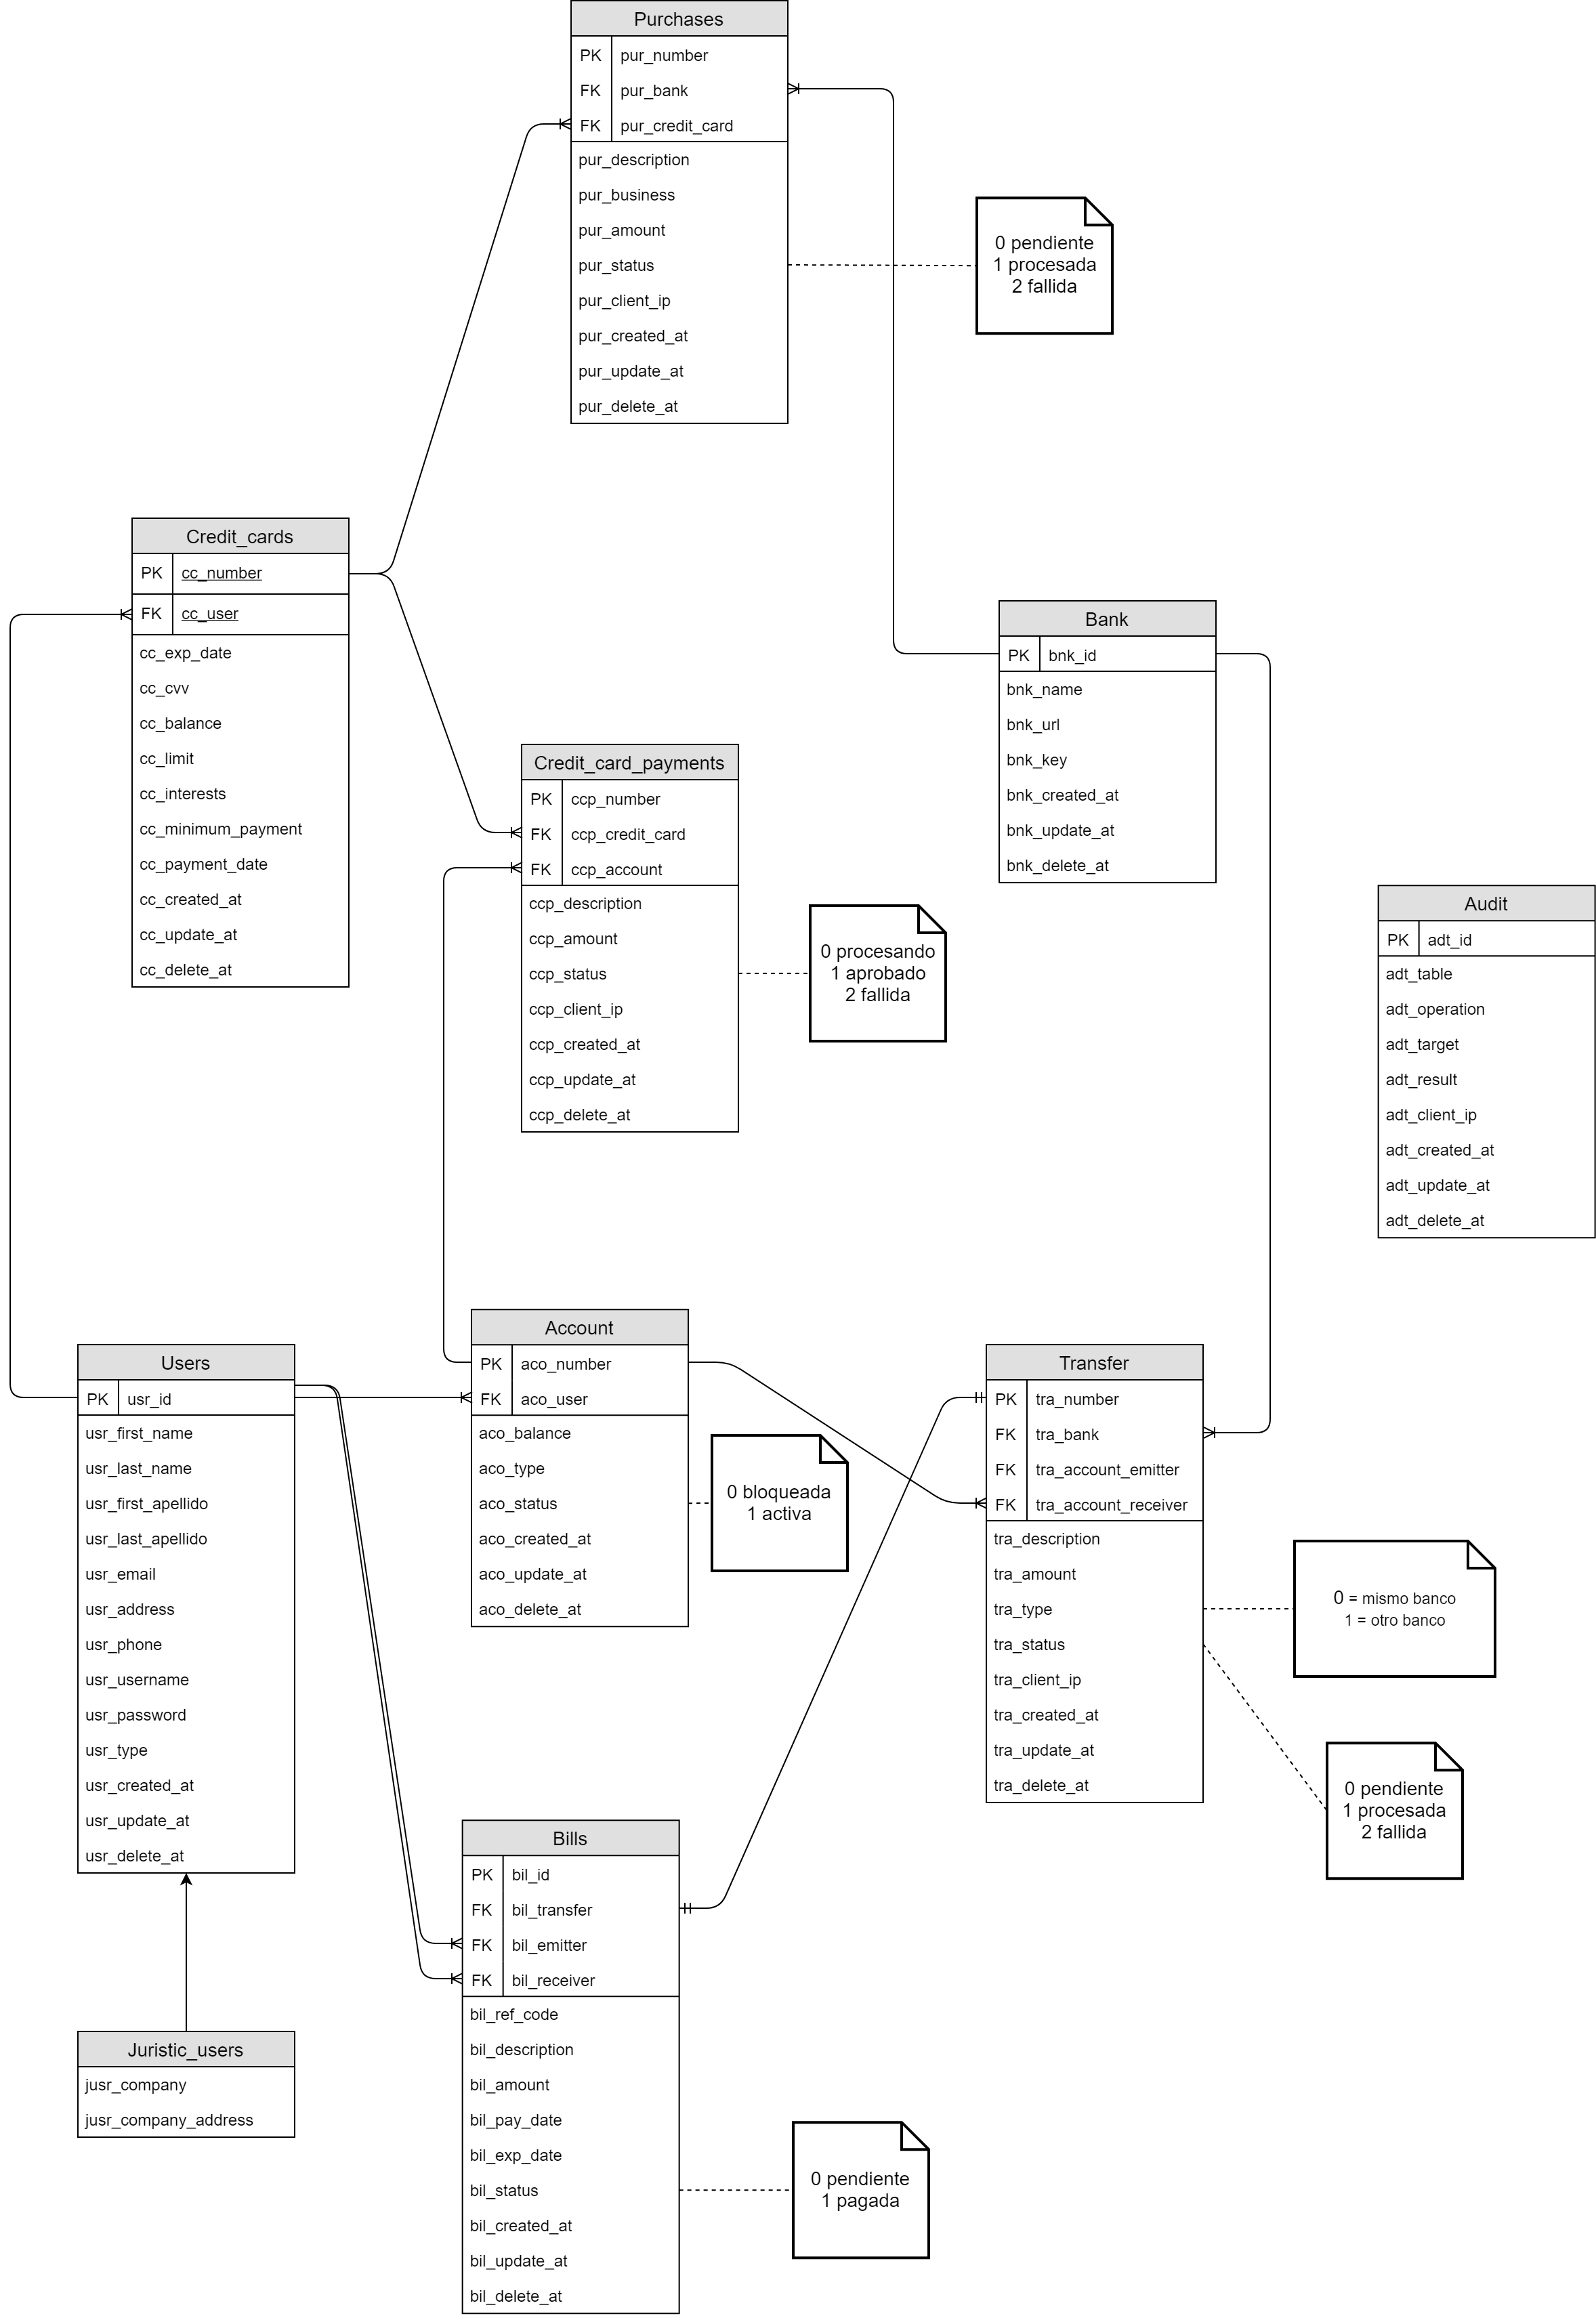 Purchases
PK pur_number
FK pur_bank
FK pur_credit_card
pur_description
pur_business
pur_amount
pur_status
pur_client_ip
pur_created_at
pur_update_at
pur_delete_at
0 pendiente
1 procesada
2 fallida
Credit_cards
PK cc_number
FK cc_user
cc_exp_date
cc_cvv
cc_balance
cc_limit
cc_interests
cc_minimum_payment
cc_payment_date
cc_created_at
cc_update_at
cc_delete_at
Bank
PK bnk_id
bnk_name
bnk_url
bnk_key
bnk_created_at
bnk_update_at
bnk_delete_at
Credit_card_payments
PK ccp_number
FK ccp_credit_card
FK ccp_account
ccp_description
ccp_amount
ccp_status
ccp_client_ip
ccp_created_at
ccp_update_at
ccp_delete_at
0 procesando
1 aprobado
2 fallida
Audit
PK adt_id
adt_table
adt_operation
adt_target
adt_result
adt_client_ip
adt_created_at
adt_update_at
adt_delete_at
Users
PK usr_id
usr_first_name
usr_last_name
usr_first_apellido
usr_last_apellido
usr_email
usr_address
usr_phone
usr_username
usr_password
usr_type
usr_created_at
usr_update_at
usr_delete_at
Account
PK aco_number
FK aco_user
aco_balance
aco_type
aco_status
aco_created_at
aco_update_at
aco_delete_at
0 bloqueada
1 activa
Transfer
PK tra_number
FK tra_bank
FK tra_account_emitter
FK tra_account_receiver
tra_description
tra_amount
tra_type
tra_status
tra_client_ip
tra_created_at
tra_update_at
tra_delete_at
0 = mismo banco
1 = otro banco
0 pendiente
1 procesada
2 fallida
Bills
PK bil_id
FK bil_transfer
FK bil_emitter
FK bil_receiver
bil_ref_code
bil_description
bil_amount
bil_pay_date
bil_exp_date
bil_status
bil_created_at
bil_update_at
bil_delete_at
Juristic_users
jusr_company
jusr_company_address
0 pendiente
1 pagada